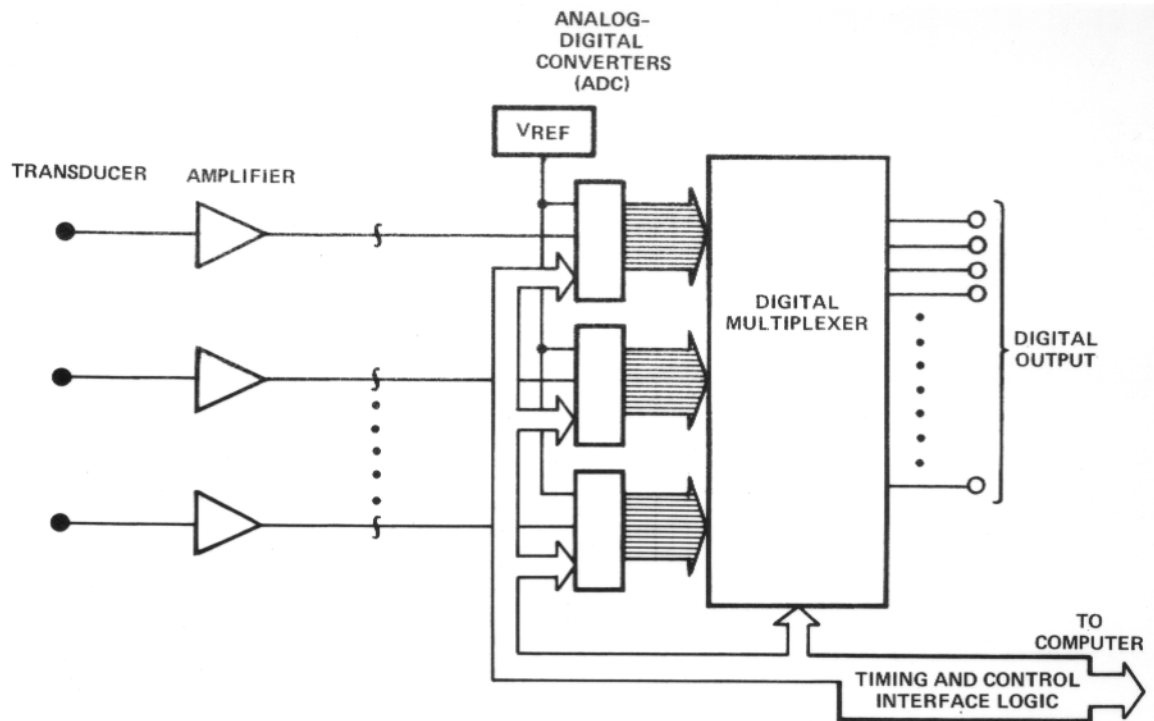 ANALOG-
DIGITAL
CONVERTERS
(ADC)
VREF
TRANSDUCER
AMPLIFIER
DIGITAL
MULTIPLEXER
DIGITAL
OUTPUT
TO
COMPUTER
TIMING AND CONTROL
INTERFACE LOGIC